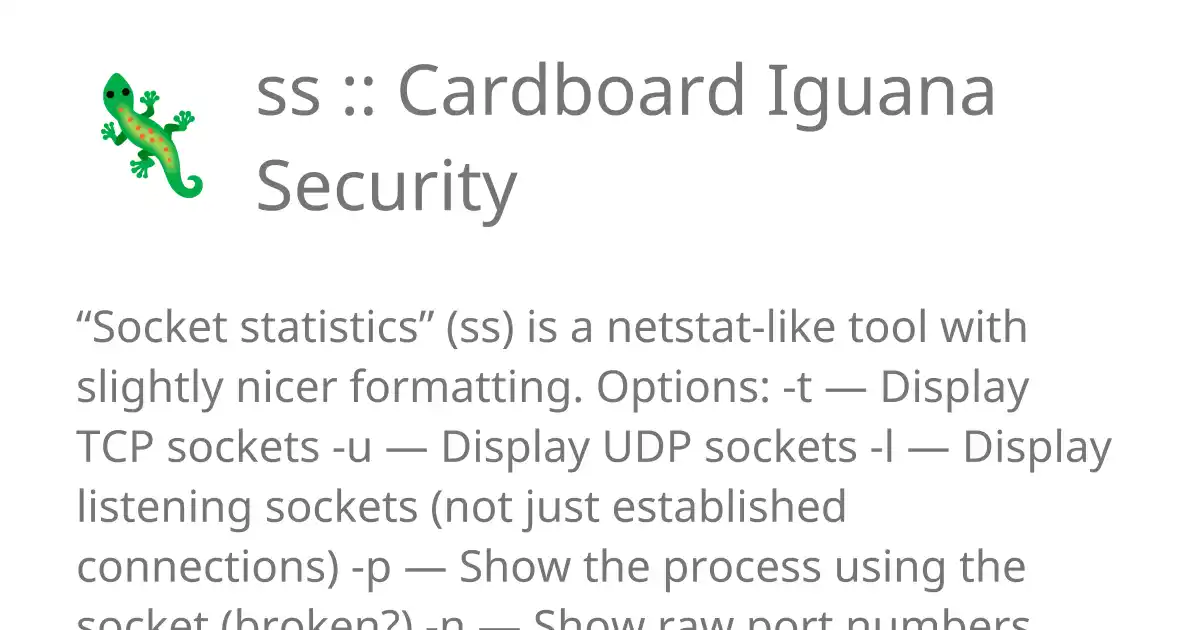 ss :: Cardboard Iguana
Security
“Socket statistics” (ss) is a netstat-like tool with
slightly nicer formatting. Options: -t — Display
TCP sockets -u — Display UDP sockets -l — Display
listening sockets (not just established
connections) -p — Show the process using the
socket (broken?) -n — Show raw port numbers